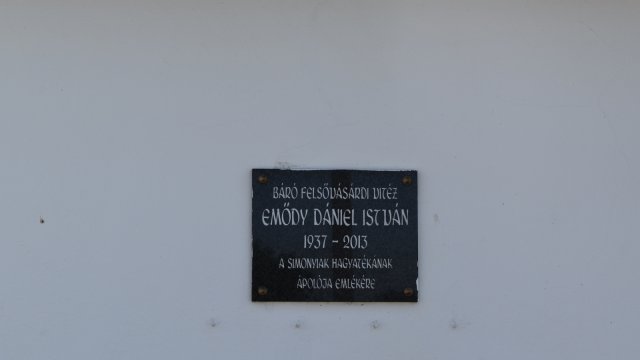 BÁRÓ FELSŐVÁSÁRDI VITÉZ
EMŐDY DÁNIEL ISTVÁN
1937 - 2013
A SIMONYIAK HAGYATÉKÁNAK
ÁPOLÓJA EMLÉKÉRE